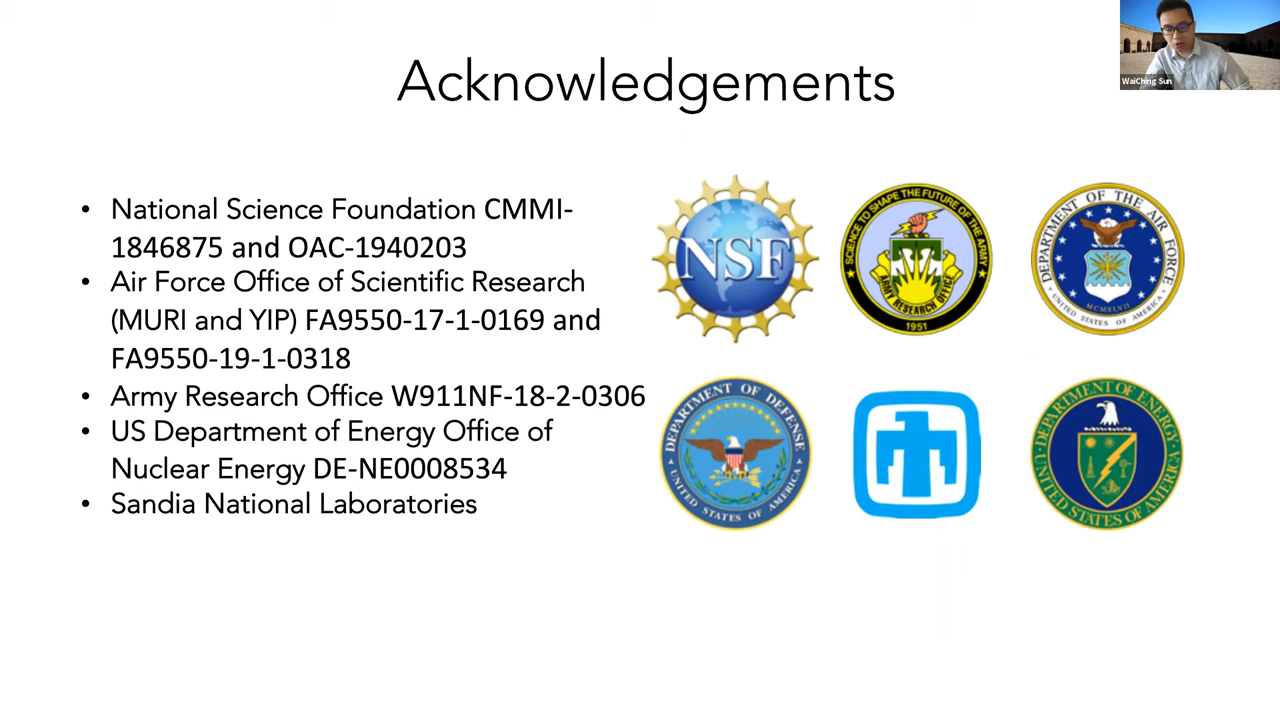 Acknowledgements
WaiChing Sun
• National Science Foundation CMMI-
1846875 and OAC-1940203
• Air Force Office of Scientific Research
(MURI and YIP) FA9550-17-1-0169 and
FA9550-19-1-0318
• Army Research Office W911NF-18-2-0306
• US Department of Energy Office of
Nuclear Energy DE-NE0008534
• Sandia National Laboratories
NSF
SCIENCE TO SHAPE THE FUTURE OF THE ARMY
ARMY RESEARCH OFFICE
1951
DEPARTMENT OF THE AIR FORCE
MCMXLVII
UNITED STATES OF AMERICA
DEPARTMENT OF DEFENSE
UNITED STATES OF AMERICA
DEPARTMENT OF ENERGY
UNITED STATES OF AMERICA